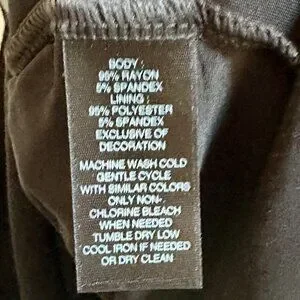 BODY:
95% RAYON
5% SPANDEX
LINING:
95% POLYESTER
5% SPANDEX
EXCLUSIVE OF
DECORATION
MACHINE WASH COLD
GENTLE CYCLE
WITH SIMILAR COLORS
ONLY NON-
CHLORINE BLEACH
WHEN NEEDED
TUMBLE DRY LOW
COOL IRON IF NEEDED
OR DRY CLEAN